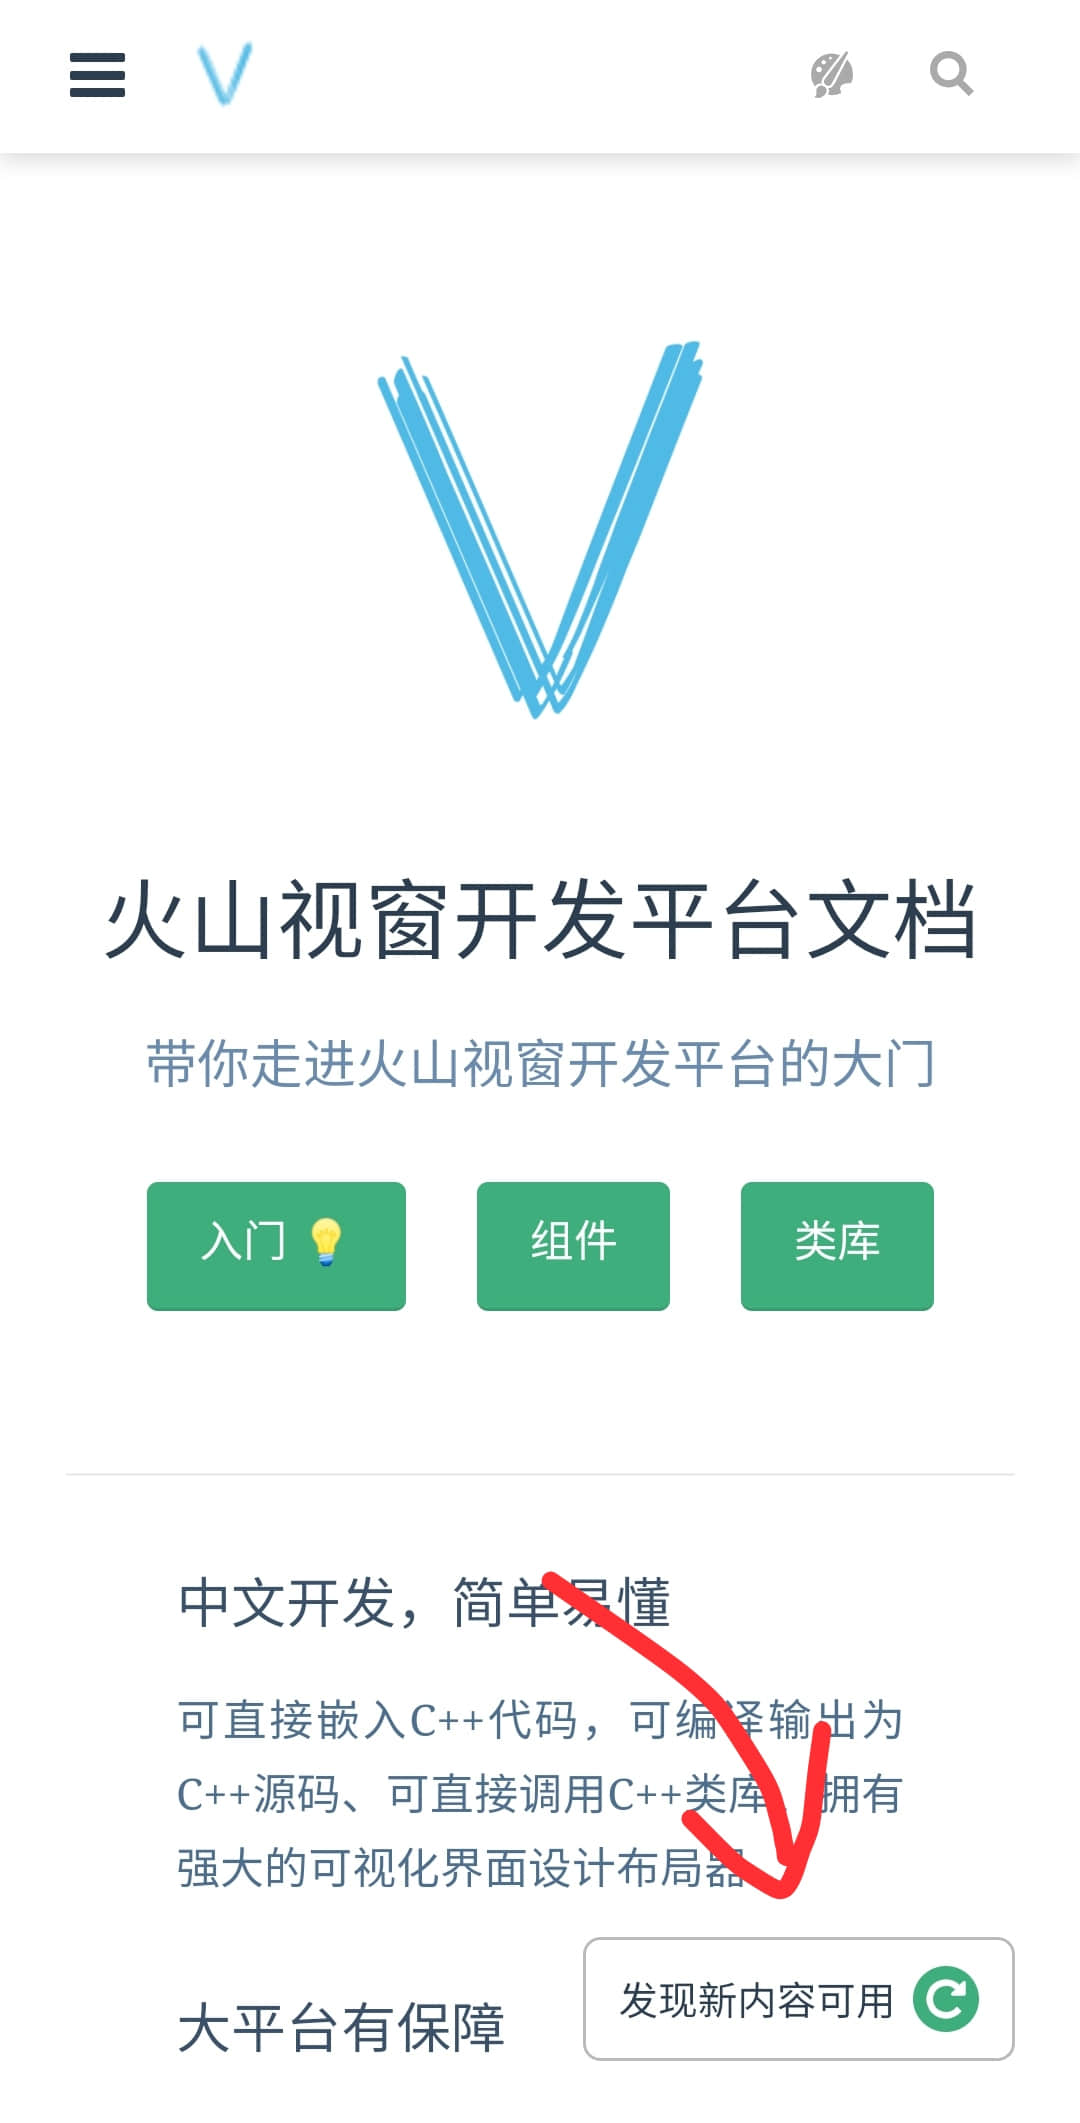 火山视窗开发平台文档
带你走进火山视窗开发平台的大门
入门 💡 组件 类库
中文开发，简单易懂
可直接嵌入C++代码，可编译输出为
C++源码、可直接调用C++类库、拥有
强大的可视化界面设计布局器
发现新内容可用
大平台有保障